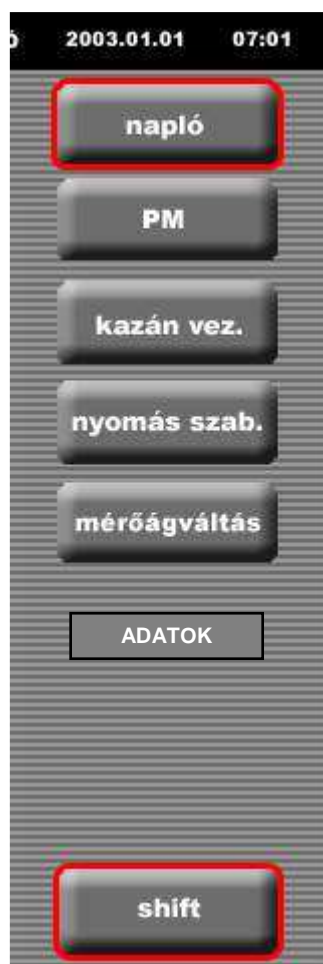 ó 2003.01.01 07:01
napló
PM
kazán vez.
nyomás szab.
mérőágváltás
ADATOK
shift